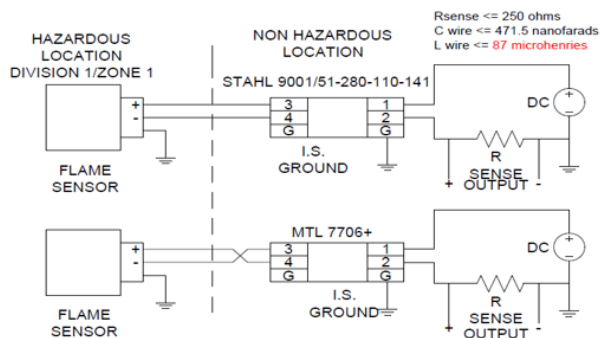 Rsense <= 250 ohms
C wire <= 471.5 nanofarads
L wire <= 87 microhenries
HAZARDOUS
LOCATION
DIVISION 1/ZONE 1
NON HAZARDOUS
LOCATION
STAHL 9001/51-280-110-141
+ 3 1
- 4 2
G G
DC + -
I.S.
GROUND
FLAME
SENSOR
R
SENSE
+ OUTPUT -
MTL 7706+
+ 3 1
- 4 2
G G
DC + -
I.S.
GROUND
FLAME
SENSOR
R
SENSE
+ OUTPUT -